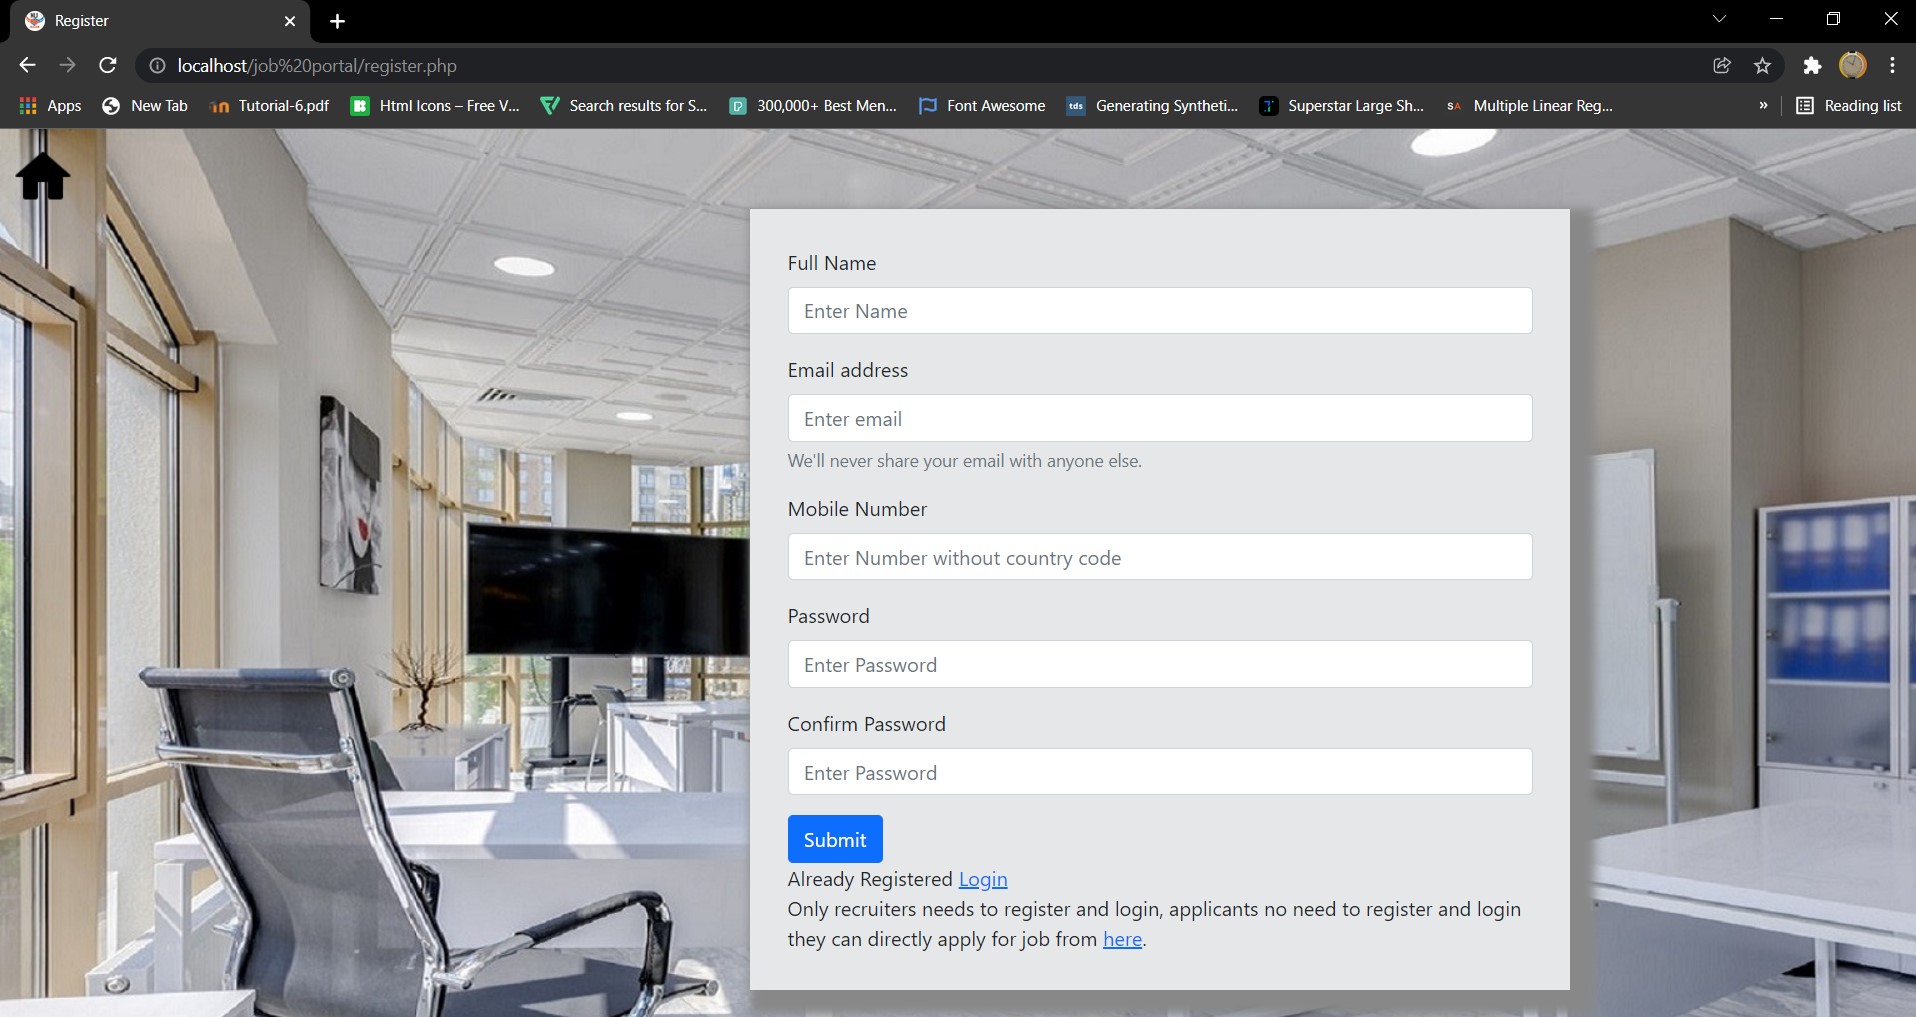 Register
localhost/job%20portal/register.php
Apps New Tab Tutorial-6.pdf Html Icons – Free V... Search results for S... 300,000+ Best Men... Font Awesome tds Generating Syntheti... Superstar Large Sh... SA Multiple Linear Reg... » Reading list
Full Name
Enter Name
Email address
Enter email
We'll never share your email with anyone else.
Mobile Number
Enter Number without country code
Password
Enter Password
Confirm Password
Enter Password
Submit
Already Registered Login
Only recruiters needs to register and login, applicants no need to register and login
they can directly apply for job from here.